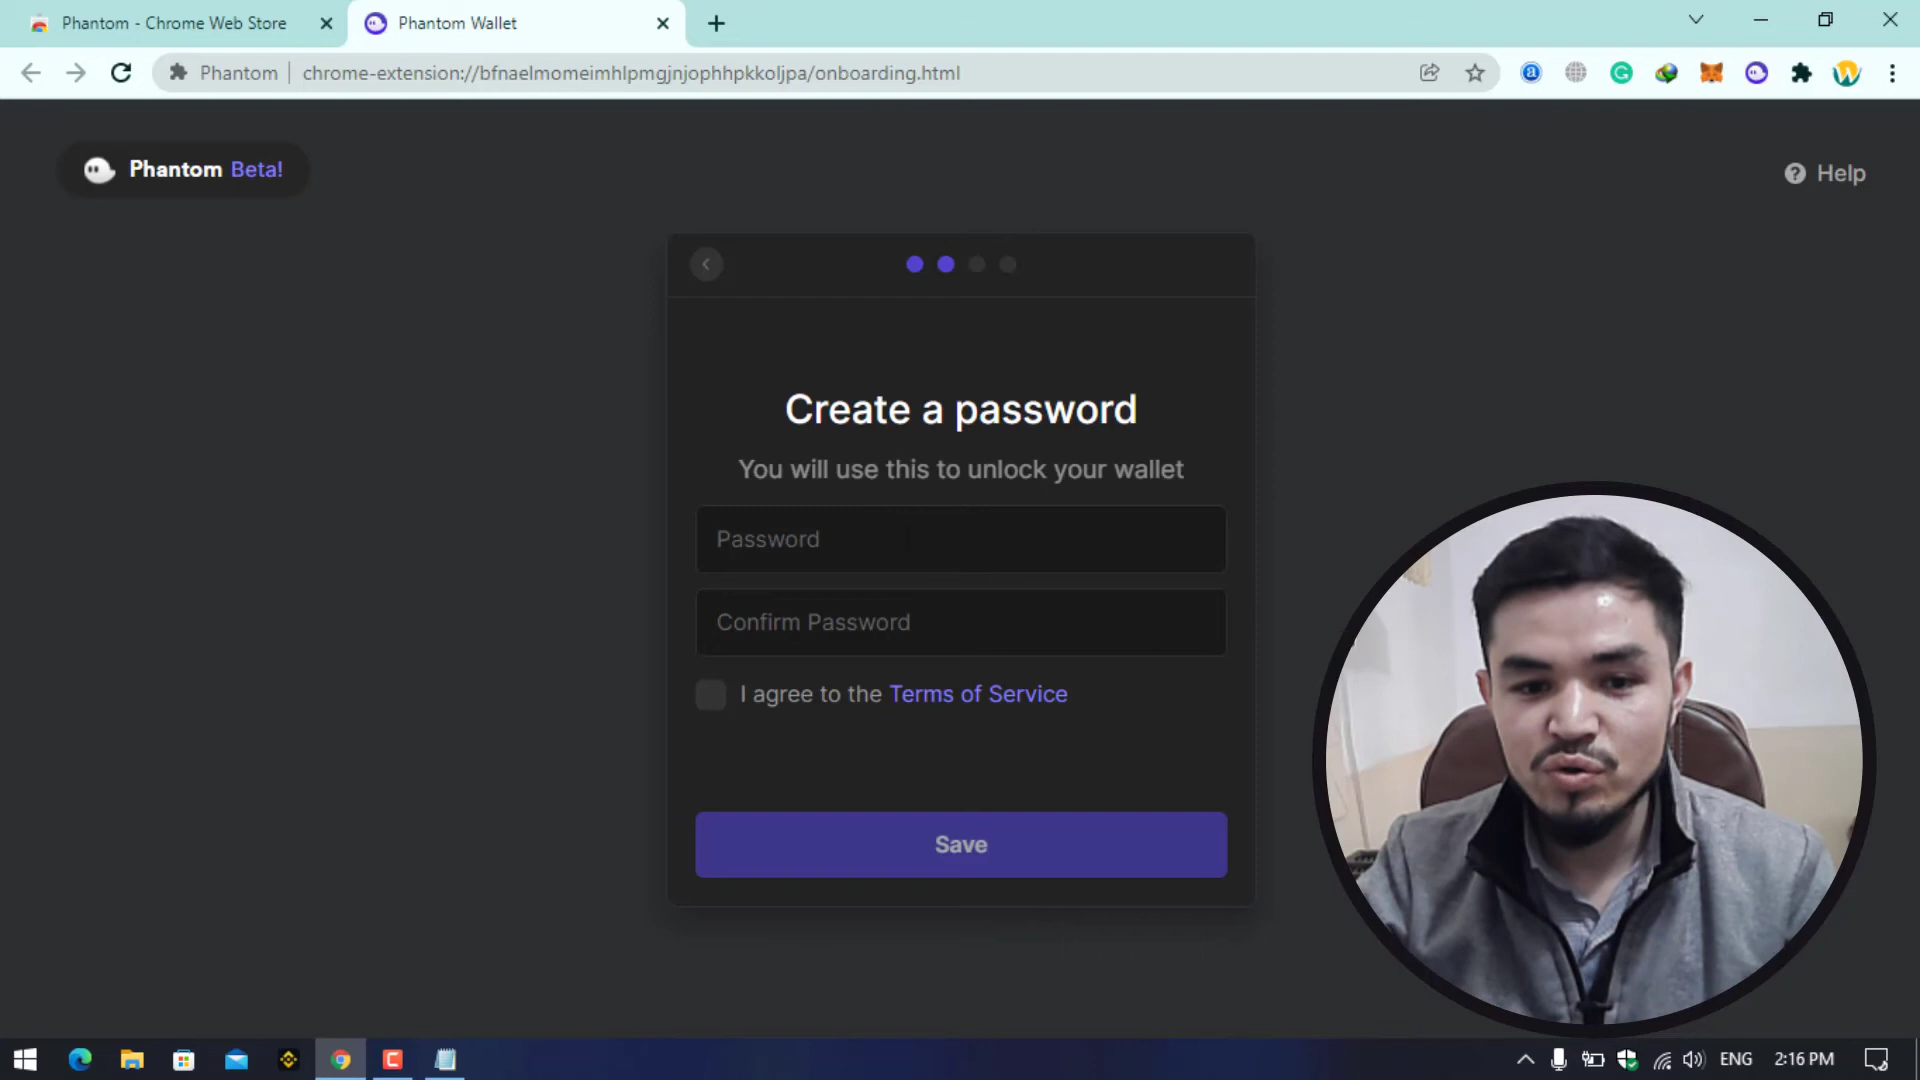 Phantom - Chrome Web Store
Phantom Wallet
Phantom
chrome-extension://bfnaelmomeimhlpmgjnjophhpkkoljpa/onboarding.html
Phantom Beta!
Help
Create a password
You will use this to unlock your wallet
Password
Confirm Password
I agree to the Terms of Service
Save
ENG
2:16 PM